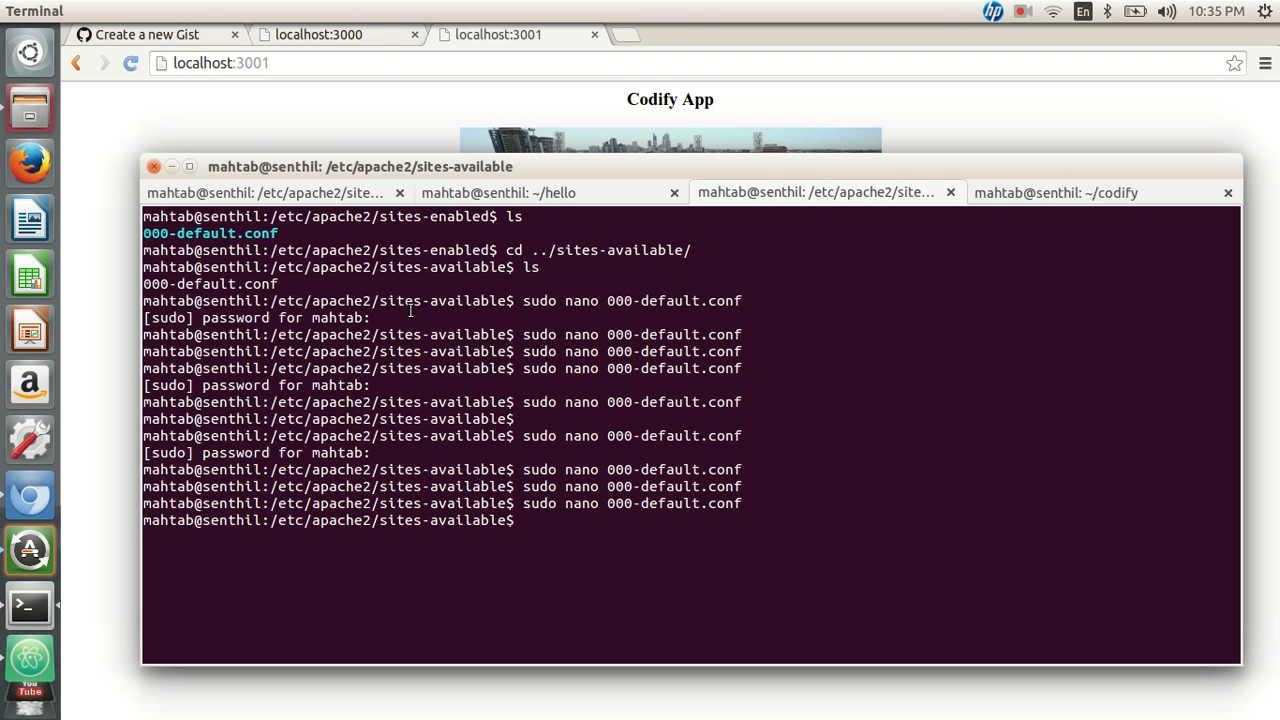 Terminal
En
10:35 PM
Create a new Gist
localhost:3000
localhost:3001
localhost:3001
Codify App
mahtab@senthil: /etc/apache2/sites-available
mahtab@senthil: /etc/apache2/site...
mahtab@senthil: ~/hello
mahtab@senthil: /etc/apache2/site...
mahtab@senthil: ~/codify
mahtab@senthil:/etc/apache2/sites-enabled$ ls
000-default.conf
mahtab@senthil:/etc/apache2/sites-enabled$ cd ../sites-available/
mahtab@senthil:/etc/apache2/sites-available$ ls
000-default.conf
mahtab@senthil:/etc/apache2/sites-available$ sudo nano 000-default.conf
[sudo] password for mahtab:
mahtab@senthil:/etc/apache2/sites-available$ sudo nano 000-default.conf
mahtab@senthil:/etc/apache2/sites-available$ sudo nano 000-default.conf
mahtab@senthil:/etc/apache2/sites-available$ sudo nano 000-default.conf
[sudo] password for mahtab:
mahtab@senthil:/etc/apache2/sites-available$ sudo nano 000-default.conf
mahtab@senthil:/etc/apache2/sites-available$
mahtab@senthil:/etc/apache2/sites-available$ sudo nano 000-default.conf
[sudo] password for mahtab:
mahtab@senthil:/etc/apache2/sites-available$ sudo nano 000-default.conf
mahtab@senthil:/etc/apache2/sites-available$ sudo nano 000-default.conf
mahtab@senthil:/etc/apache2/sites-available$ sudo nano 000-default.conf
mahtab@senthil:/etc/apache2/sites-available$
You
Tube